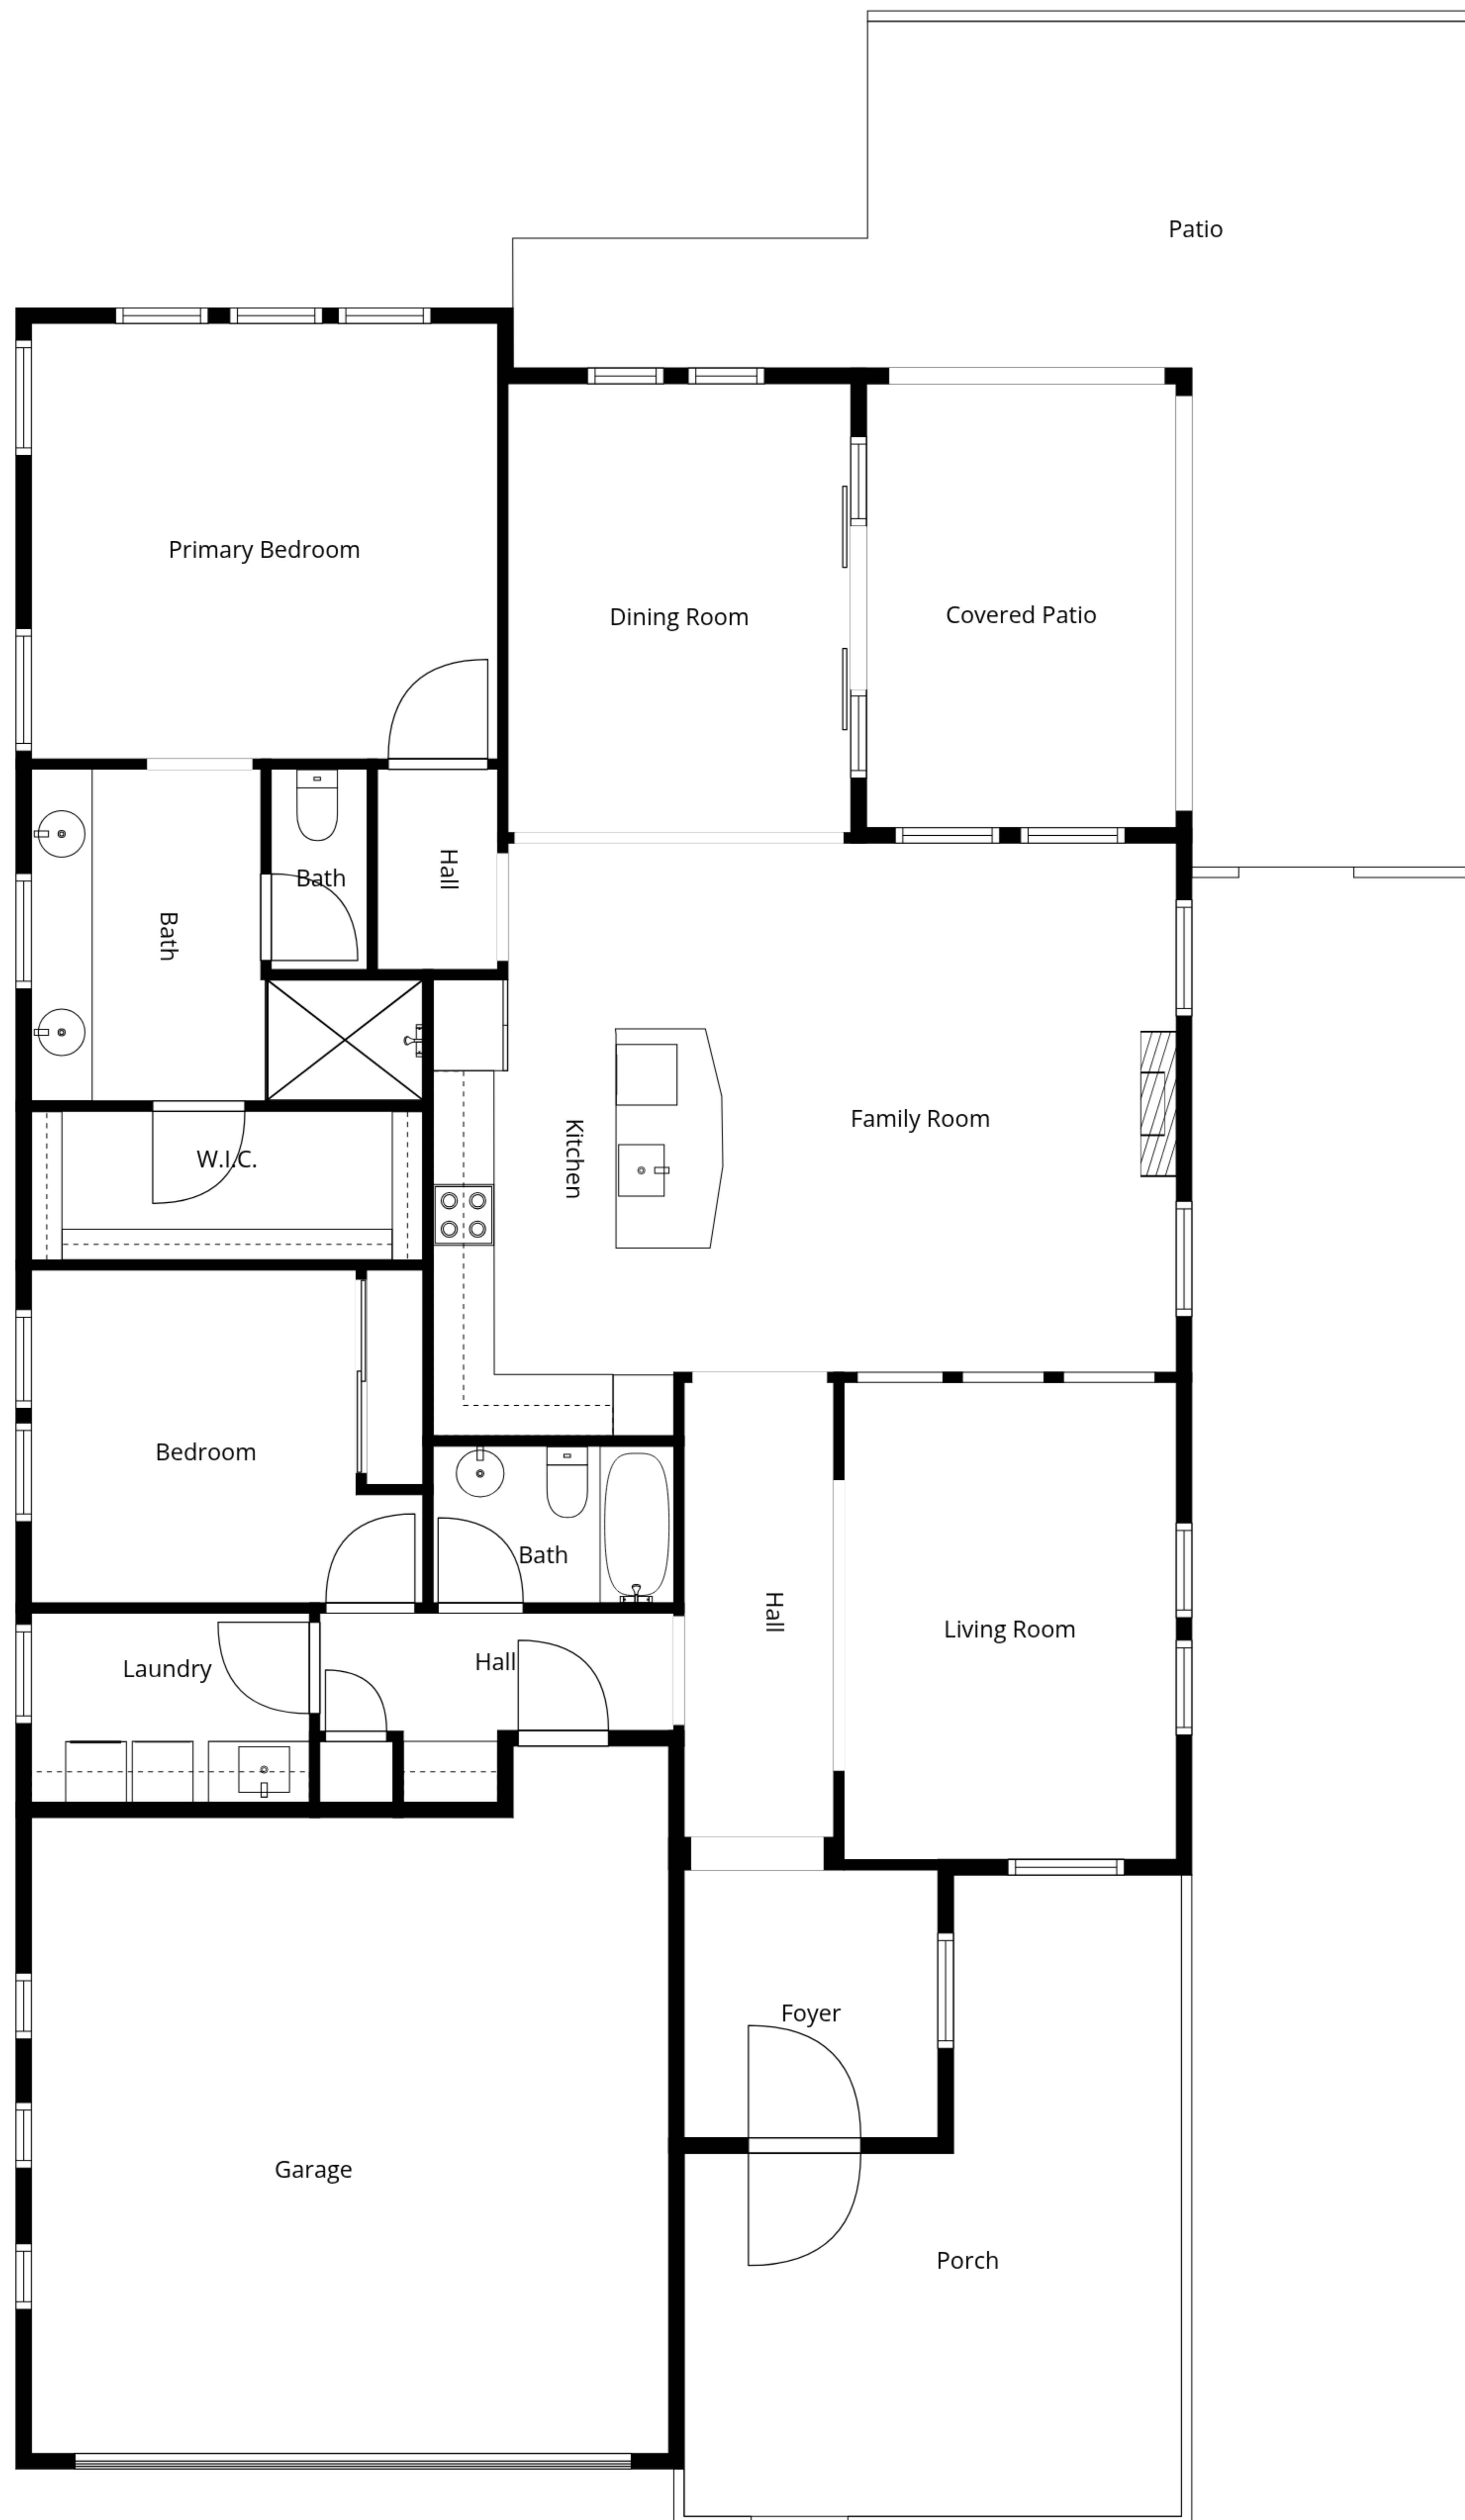 Patio
Primary Bedroom
Dining Room
Covered Patio
Hall
Bath
Bath
Kitchen
Family Room
W.I.C.
Bedroom
Bath
Hall
Living Room
Laundry
Hall
Foyer
Garage
Porch